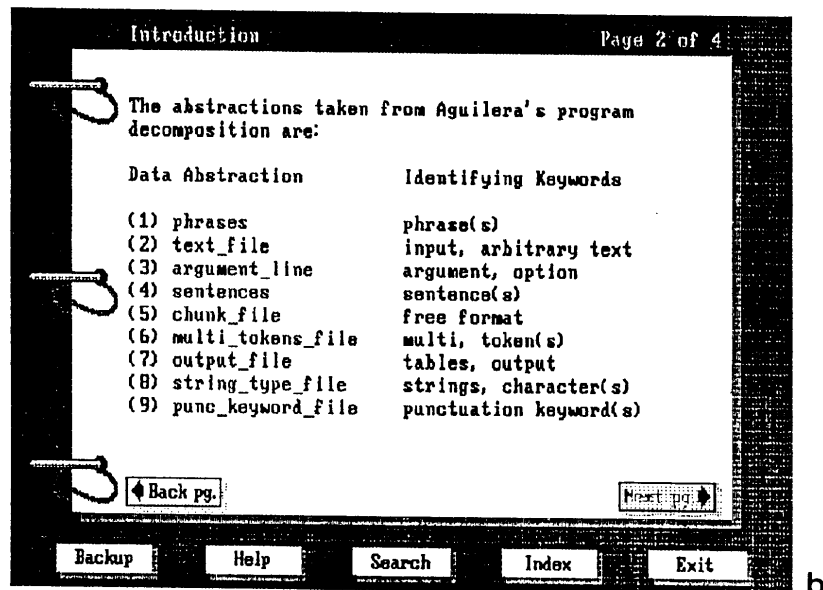 Introduction Page 2 of 4
The abstractions taken from Aguilera's program
decomposition are:
Data Abstraction Identifying Keywords
(1) phrases phrase(s)
(2) text_file input, arbitrary text
(3) argument_line argument, option
(4) sentences sentence(s)
(5) chunk_file free format
(6) multi_tokens_file multi, token(s)
(7) output_file tables, output
(8) string_type_file strings, character(s)
(9) punc_keyword_file punctuation keyword(s)
Back pg. Next pg
Backup Help Search Index Exit
b